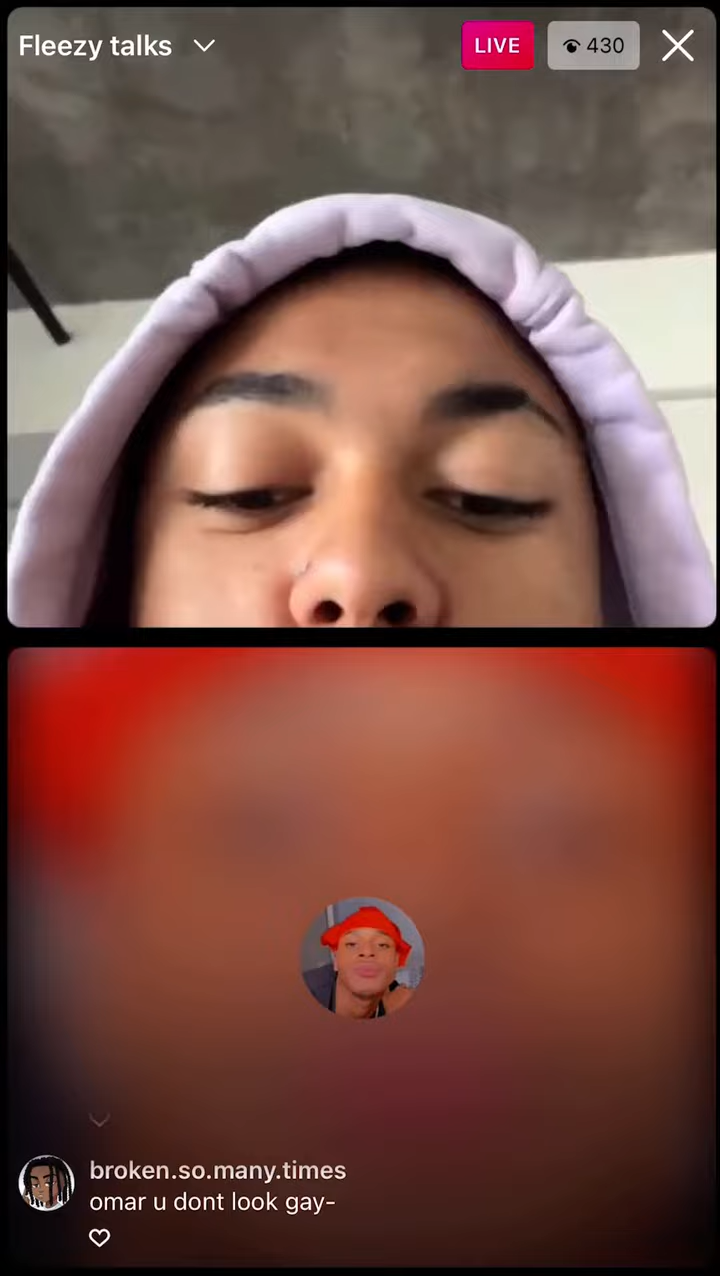 Fleezy talks
LIVE
430
broken.so.many.times
omar u dont look gay-